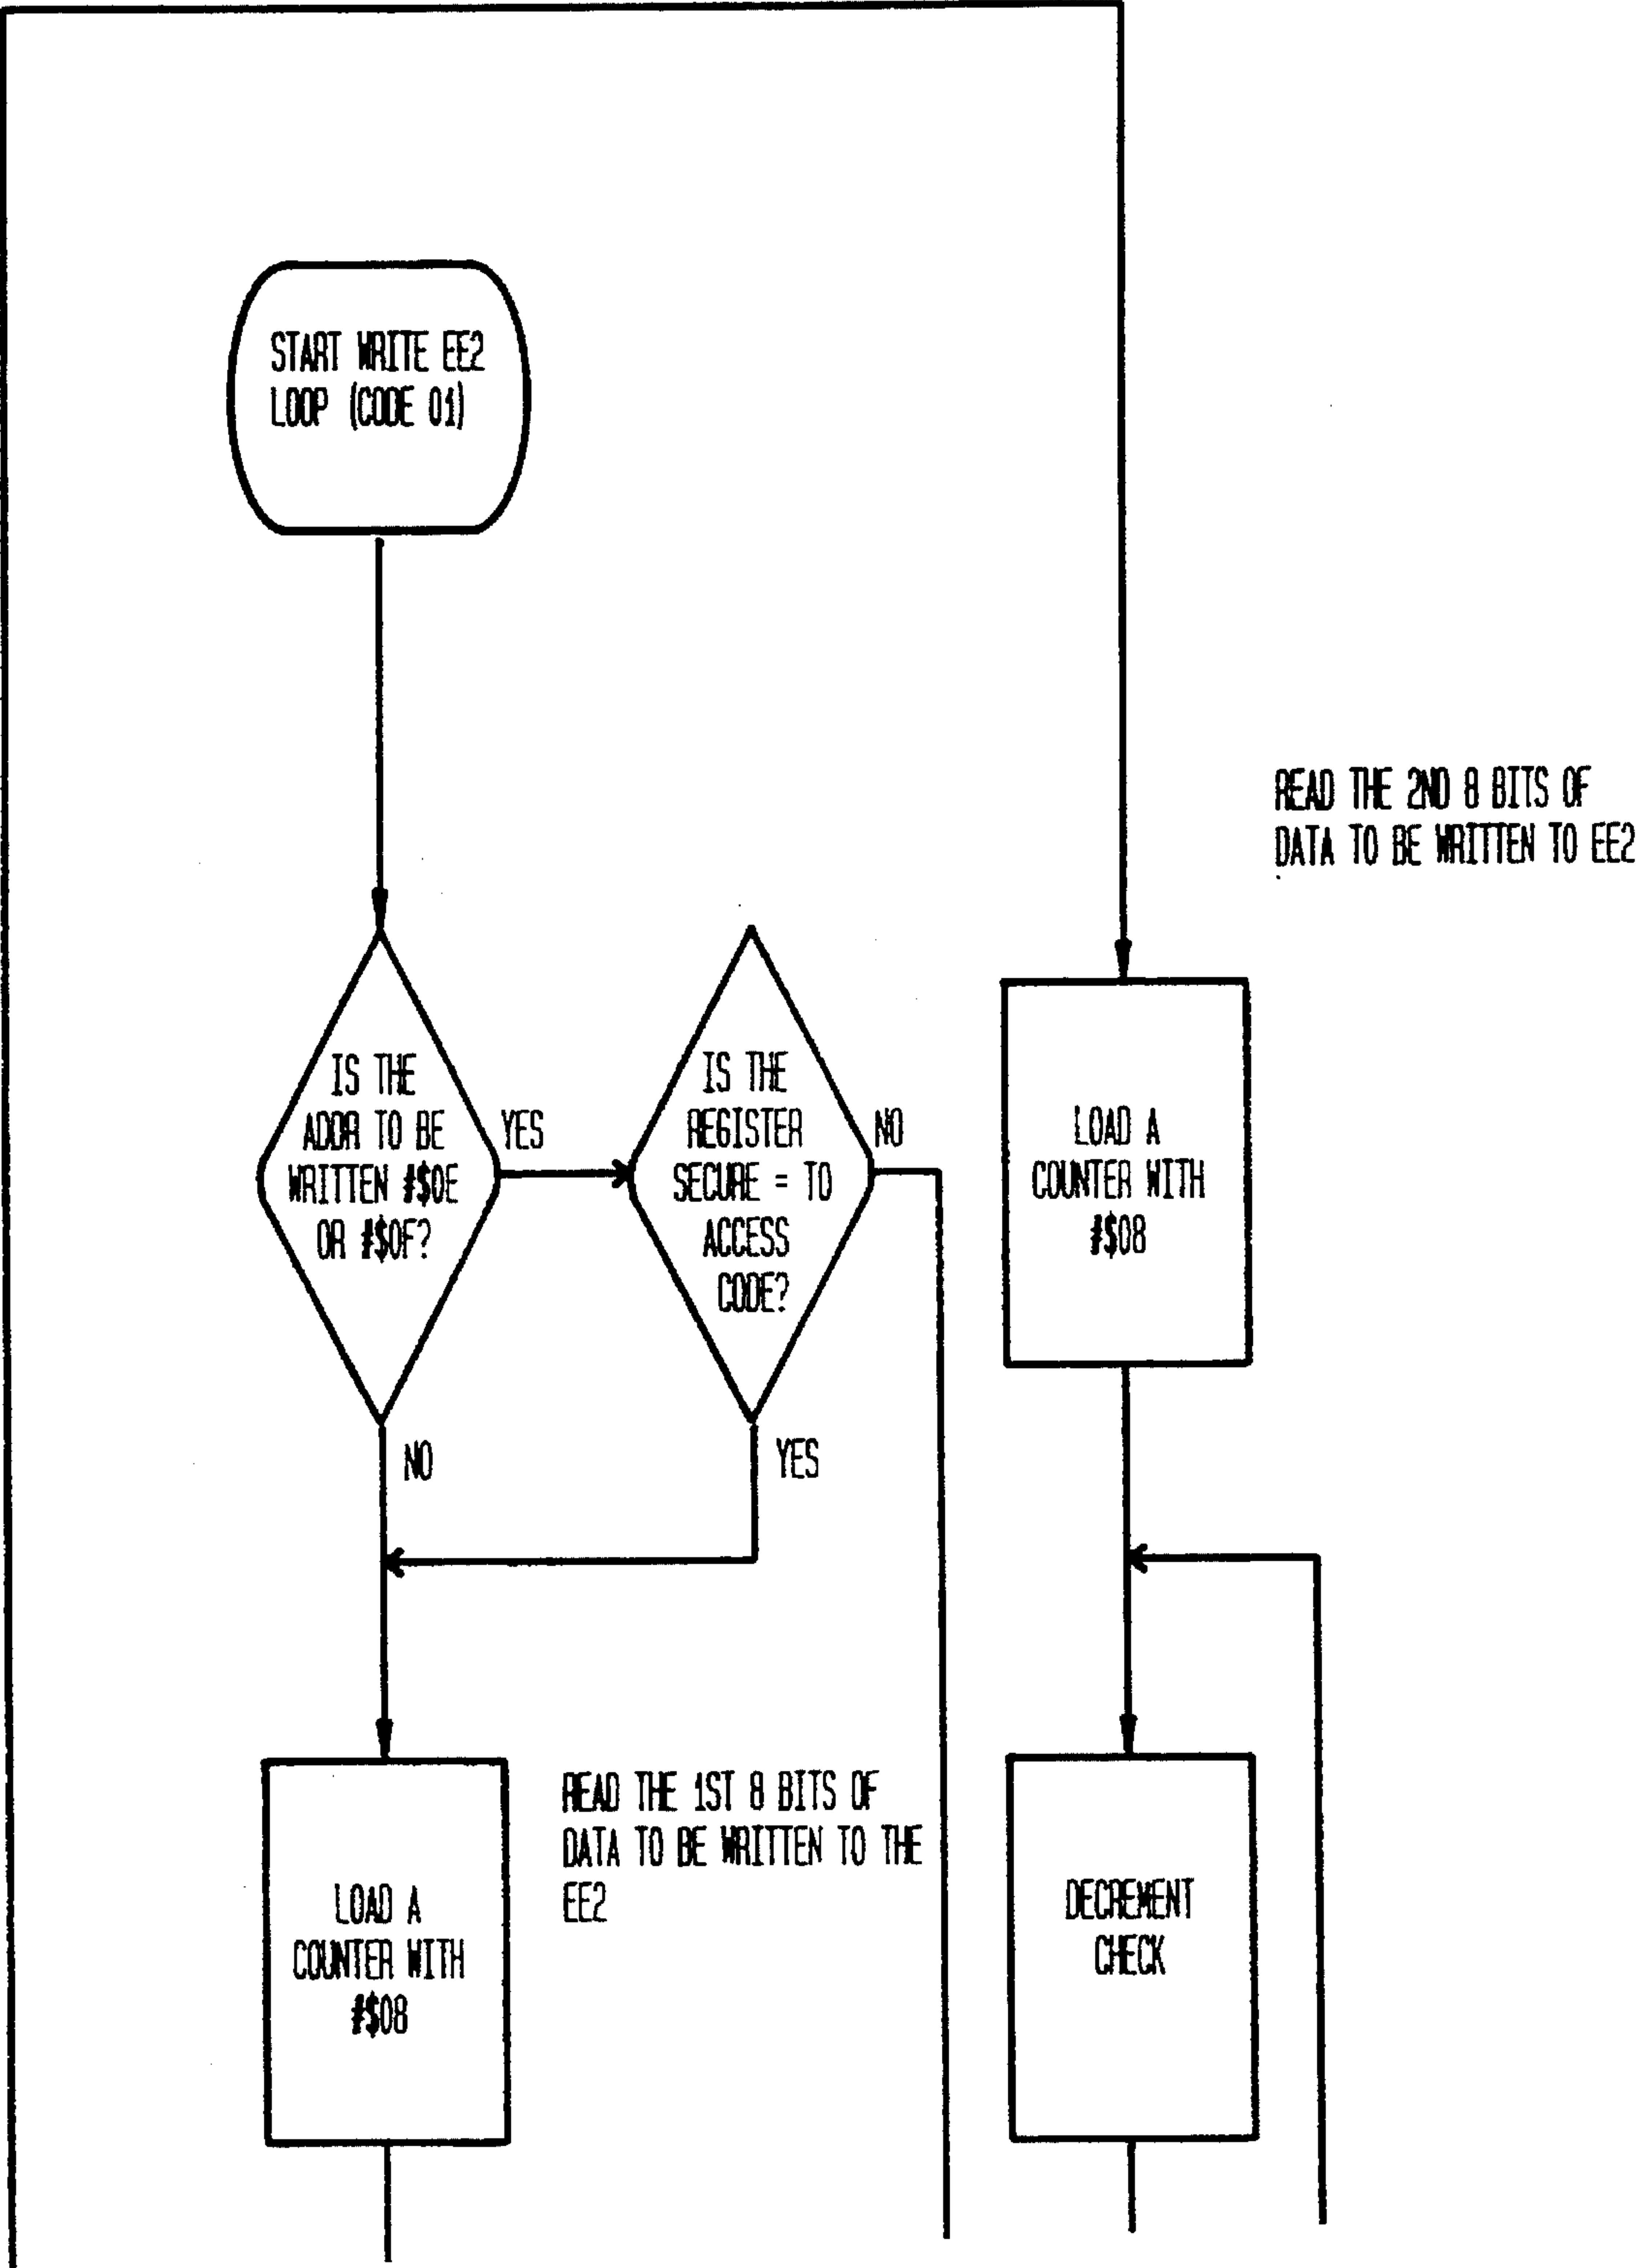 START WRITE EE2
LOOP (CODE 01)
IS THE
ADDR TO BE
WRITTEN #$0E
OR #$0F?
YES
NO
IS THE
REGISTER
SECURE = TO
ACCESS
CODE?
NO
YES
LOAD A
COUNTER WITH
#$08
READ THE 1ST 8 BITS OF
DATA TO BE WRITTEN TO THE
EE2
READ THE 2ND 8 BITS OF
DATA TO BE WRITTEN TO EE2
LOAD A
COUNTER WITH
#$08
DECREMENT
CHECK